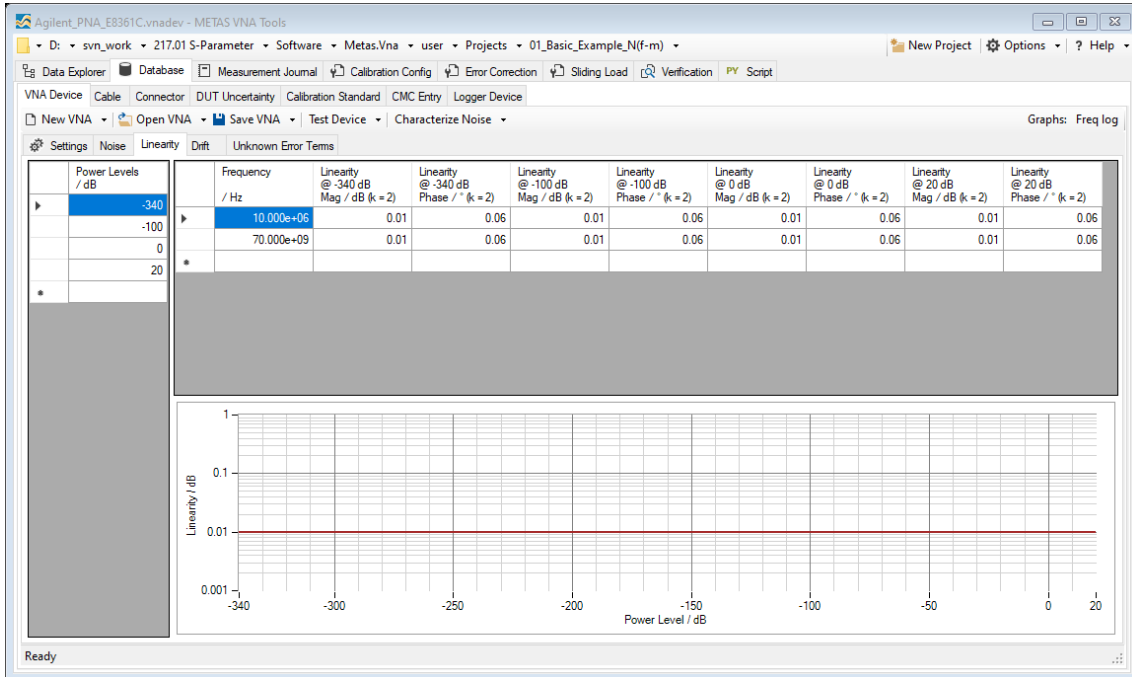 Agilent_PNA_E8361C.vnadev - METAS VNA Tools
D: svn_work 217.01 S-Parameter Software Metas.Vna user Projects 01_Basic_Example_N(f-m) New Project Options ? Help
Data Explorer Database Measurement Journal Calibration Config Error Correction Sliding Load Verification PY Script
VNA Device Cable Connector DUT Uncertainty Calibration Standard CMC Entry Logger Device
New VNA Open VNA Save VNA Test Device Characterize Noise Graphs: Freq log
Settings Noise Linearity Drift Unknown Error Terms
Power Levels Frequency Linearity Linearity Linearity Linearity Linearity Linearity Linearity Linearity
/ dB @ -340 dB @ -340 dB @ -100 dB @ -100 dB @ 0 dB @ 0 dB @ 20 dB @ 20 dB
/ Hz Mag / dB (k = 2) Phase / ° (k = 2) Mag / dB (k = 2) Phase / ° (k = 2) Mag / dB (k = 2) Phase / ° (k = 2) Mag / dB (k = 2) Phase / ° (k = 2)
-340
10.000e+06 0.01 0.06 0.01 0.06 0.01 0.06 0.01 0.06
-100
70.000e+09 0.01 0.06 0.01 0.06 0.01 0.06 0.01 0.06
0
20
1
0.1
Linearity / dB
0.01
0.001
-340 -300 -250 -200 -150 -100 -50 0 20
Power Level / dB
Ready